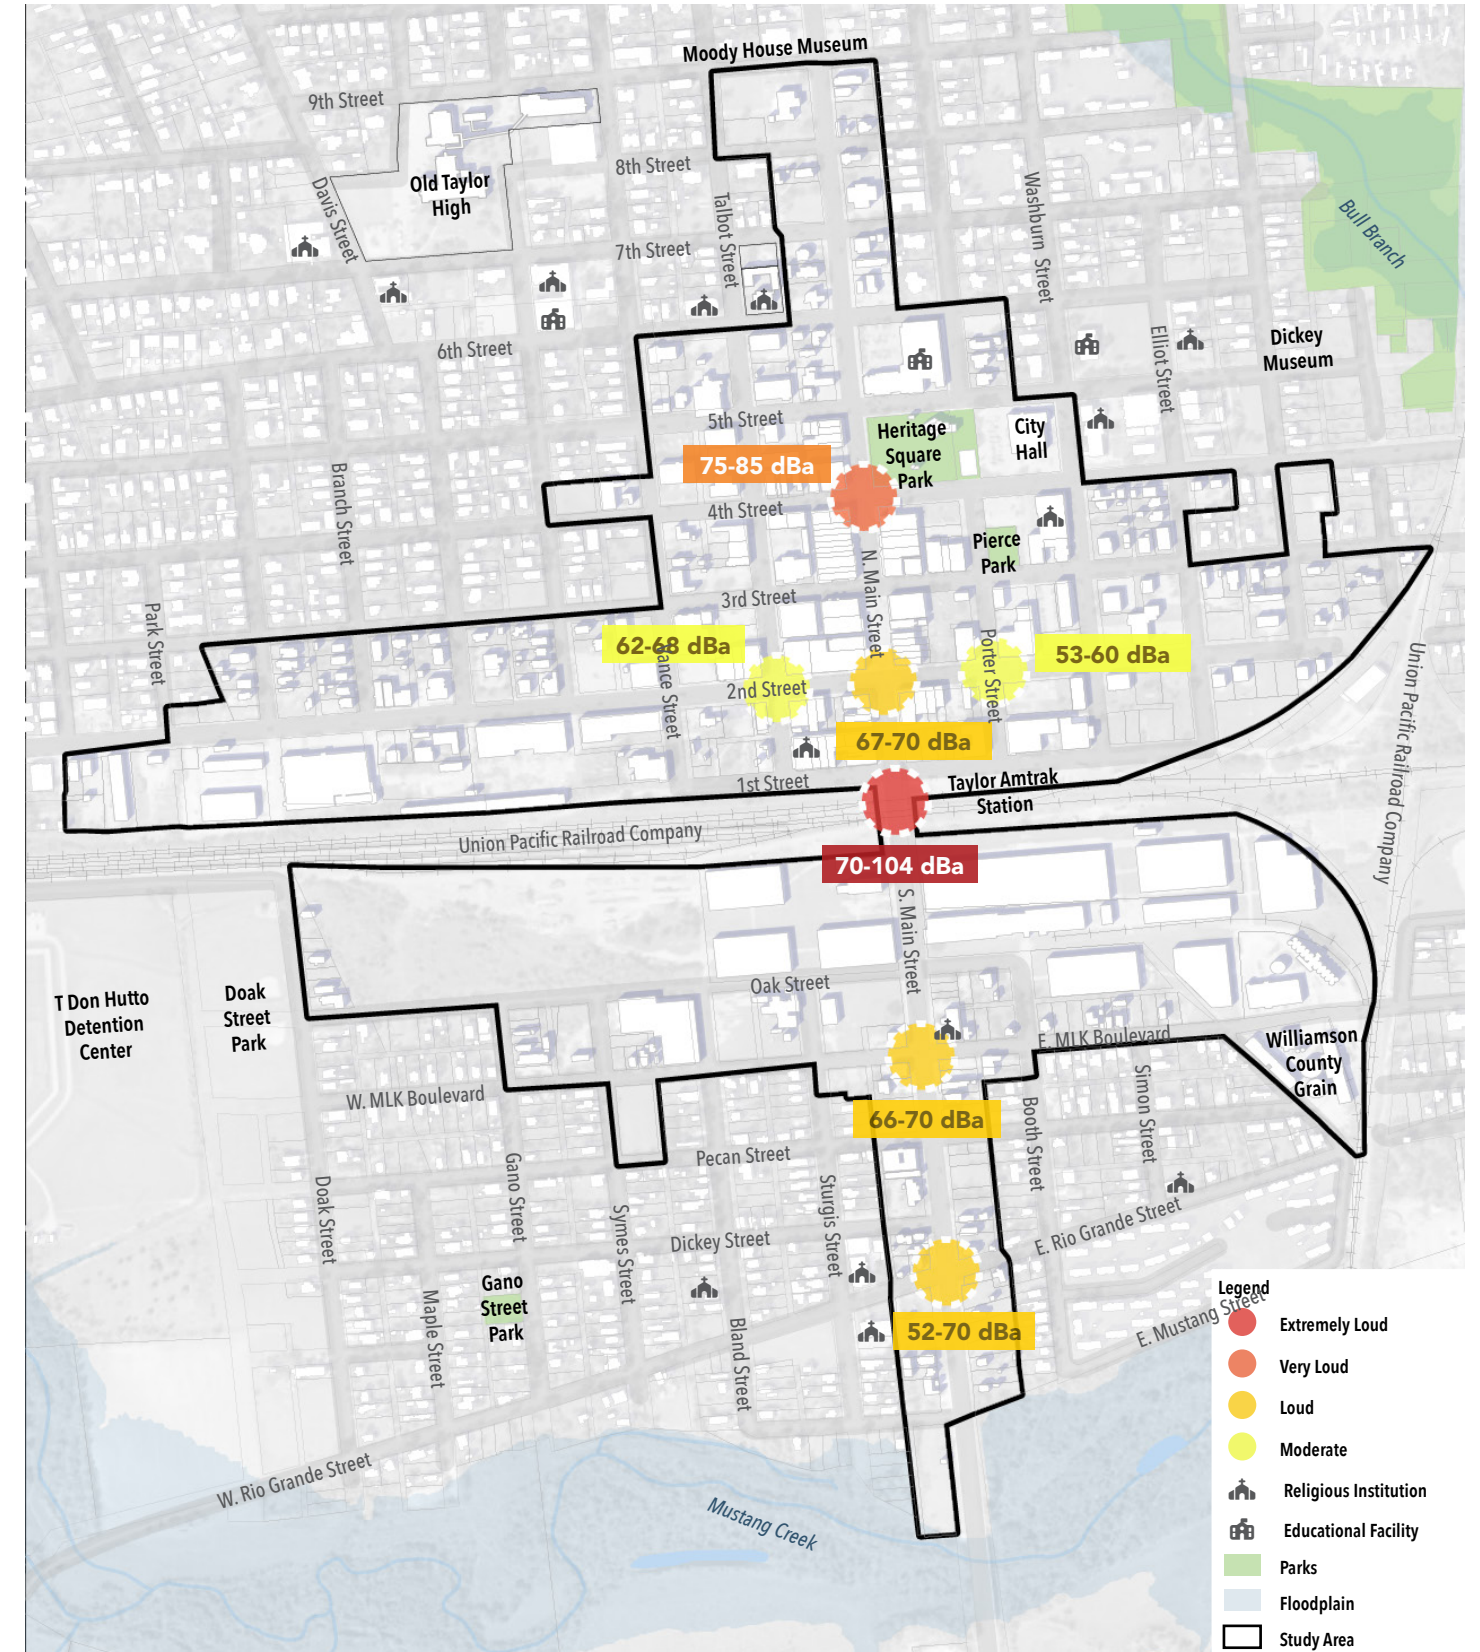 Moody House Museum
9th Street
8th Street
Old Taylor
High
Davis Street
Talbot Street
Washburn Street
Bull Branch
7th Street
6th Street
Elliot Street
Dickey
Museum
5th Street
Heritage
Square
Park
City
Hall
75-85 dBa
4th Street
Branch Street
Pierce
Park
N. Main Street
3rd Street
Park Street
62-68 dBa
Vance Street
Porter Street
53-60 dBa
2nd Street
Union Pacific Railroad Company
67-70 dBa
1st Street
Taylor Amtrak
Station
Union Pacific Railroad Company
70-104 dBa
S. Main Street
Oak Street
T Don Hutto
Detention
Center
Doak
Street
Park
E. MLK Boulevard
Williamson
County
Grain
W. MLK Boulevard
66-70 dBa
Simon Street
Booth Street
Pecan Street
Gano Street
Doak Street
Sturgis Street
Symes Street
Dickey Street
E. Rio Grande Street
Gano
Street
Park
Maple Street
Bland Street
52-70 dBa
E. Mustang Street
W. Rio Grande Street
Mustang Creek
Legend
Extremely Loud
Very Loud
Loud
Moderate
Religious Institution
Educational Facility
Parks
Floodplain
Study Area